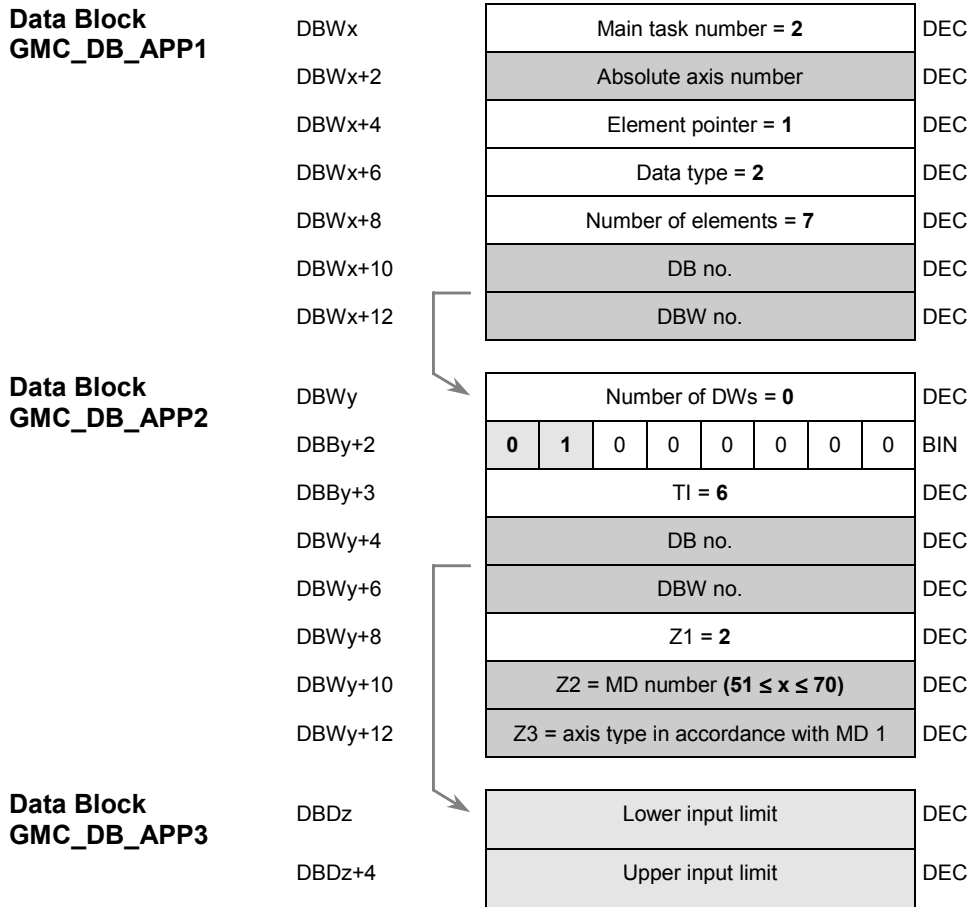 Data Block
GMC_DB_APP1
DBWx Main task number = 2 DEC
DBWx+2 Absolute axis number DEC
DBWx+4 Element pointer = 1 DEC
DBWx+6 Data type = 2 DEC
DBWx+8 Number of elements = 7 DEC
DBWx+10 DB no. DEC
DBWx+12 DBW no. DEC
Data Block
GMC_DB_APP2
DBWy Number of DWs = 0 DEC
DBBy+2 0 1 0 0 0 0 0 0 BIN
DBBy+3 TI = 6 DEC
DBWy+4 DB no. DEC
DBWy+6 DBW no. DEC
DBWy+8 Z1 = 2 DEC
DBWy+10 Z2 = MD number (51 ≤ x ≤ 70) DEC
DBWy+12 Z3 = axis type in accordance with MD 1 DEC
Data Block
GMC_DB_APP3
DBDz Lower input limit DEC
DBDz+4 Upper input limit DEC